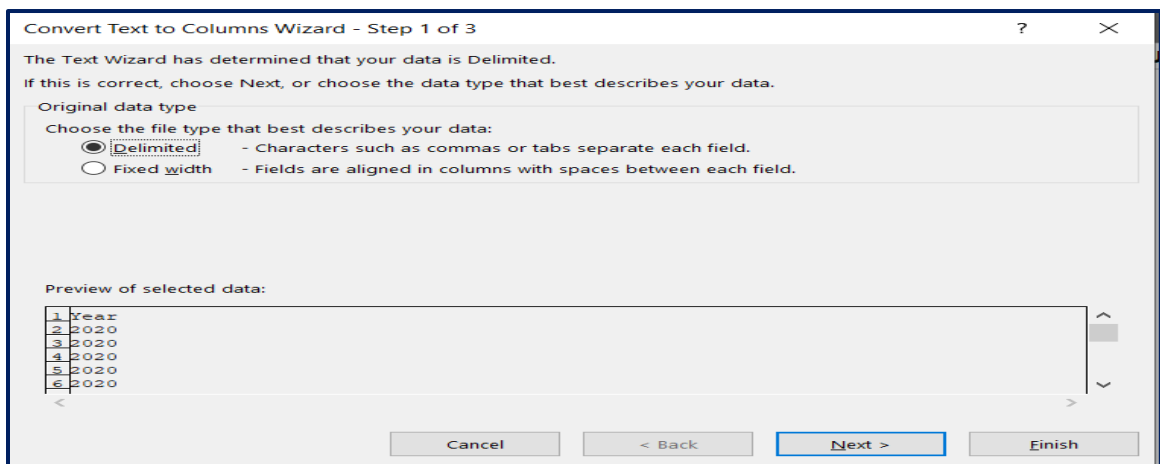 Convert Text to Columns Wizard - Step 1 of 3 ?
The Text Wizard has determined that your data is Delimited.
If this is correct, choose Next, or choose the data type that best describes your data.
Original data type
Choose the file type that best describes your data:
Delimited - Characters such as commas or tabs separate each field.
Fixed width - Fields are aligned in columns with spaces between each field.
Preview of selected data:
1 Year
2 2020
3 2020
4 2020
5 2020
6 2020
Cancel < Back Next > Finish